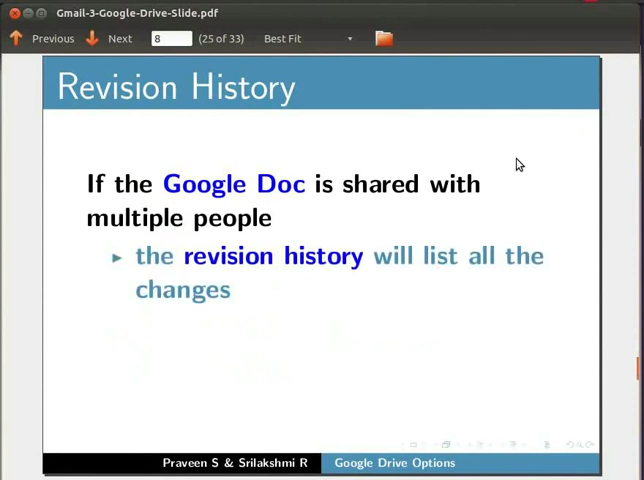 Gmail-3-Google-Drive-Slide.pdf
Previous Next 8 (25 of 33) Best Fit
Revision History
If the Google Doc is shared with
multiple people
the revision history will list all the
changes
Praveen S & Srilakshmi R Google Drive Options